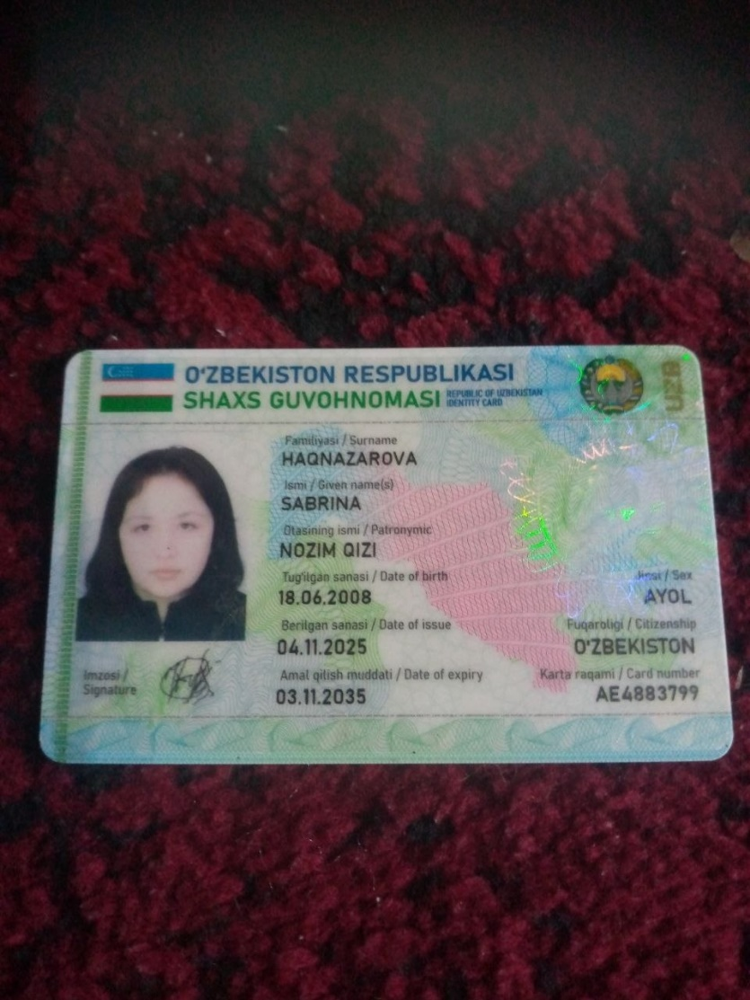 O'ZBEKISTON RESPUBLIKASI
SHAXS GUVOHNOMASI REPUBLIC OF UZBEKISTAN IDENTITY CARD
UZB
Familiyasi / Surname
HAQNAZAROVA
Ismi / Given name(s)
SABRINA
Otasining ismi / Patronymic
NOZIM QIZI
Tug'ilgan sanasi / Date of birth
18.06.2008
Jinsi / Sex
AYOL
Berilgan sanasi / Date of issue
04.11.2025
Fuqaroligi / Citizenship
O'ZBEKISTON
Amal qilish muddati / Date of expiry
03.11.2035
Karta raqami / Card number
AE4883799
Imzosi /
Signature